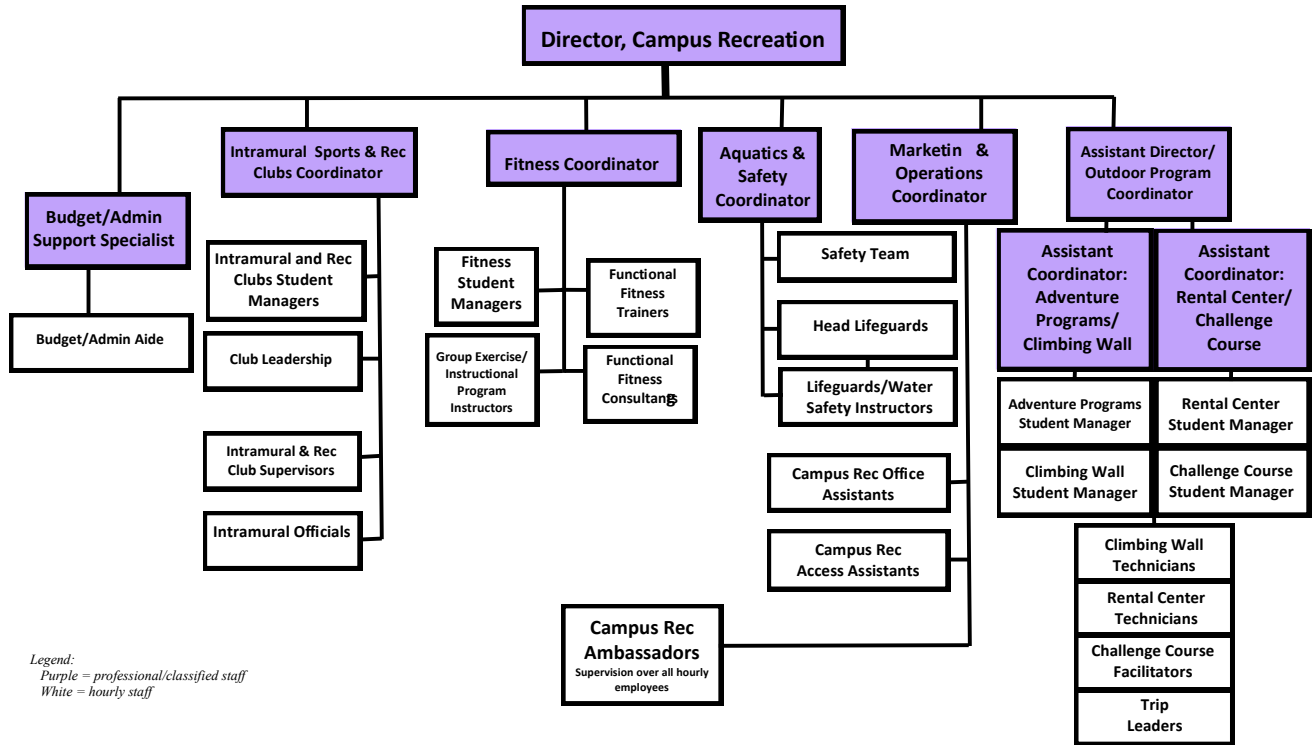 Director, Campus Recreation
Budget/Admin
Support Specialist
Budget/Admin Aide
Intramural Sports & Rec
Clubs Coordinator
Intramural and Rec
Clubs Student
Managers
Club Leadership
Intramural & Rec
Club Supervisors
Intramural Officials
Fitness Coordinator
Fitness
Student
Managers
Functional
Fitness
Trainers
Group Exercise/
Instructional
Program
Instructors
Functional
Fitness
Consultants
g
Aquatics &
Safety
Coordinator
Safety Team
Head Lifeguards
Lifeguards/Water
Safety Instructors
Marketin &
Operations
Coordinator
Campus Rec Office
Assistants
Campus Rec
Access Assistants
Campus Rec
Ambassadors
Supervision over all hourly
employees
Assistant Director/
Outdoor Program
Coordinator
Assistant
Coordinator:
Adventure
Programs/
Climbing Wall
Assistant
Coordinator:
Rental Center/
Challenge
Course
Adventure Programs
Student Manager
Rental Center
Student Manager
Climbing Wall
Student Manager
Challenge Course
Student Manager
Climbing Wall
Technicians
Rental Center
Technicians
Challenge Course
Facilitators
Trip
Leaders
Legend:
Purple = professional/classified staff
White = hourly staff